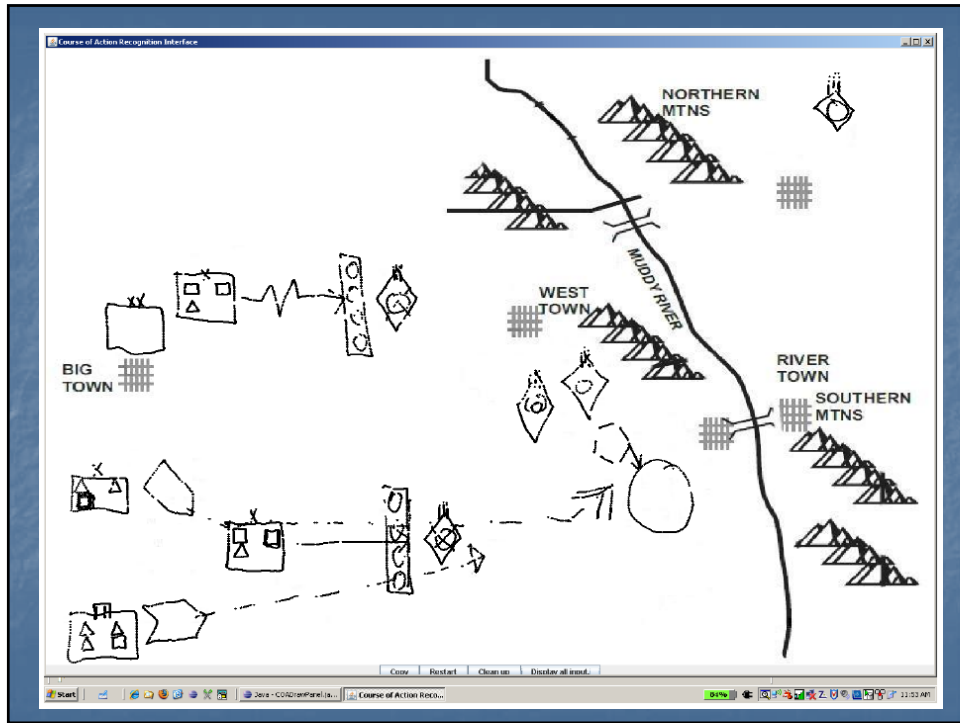 Course of Action Recognition Interface
NORTHERN
MTNS
MUDDY RIVER
WEST
TOWN
BIG
TOWN
RIVER
TOWN
SOUTHERN
MTNS
Copy Restart Clean up Display all input.
Start
Java - COADrawPanel.ja...
Course of Action Reco...
84%
11:53 AM